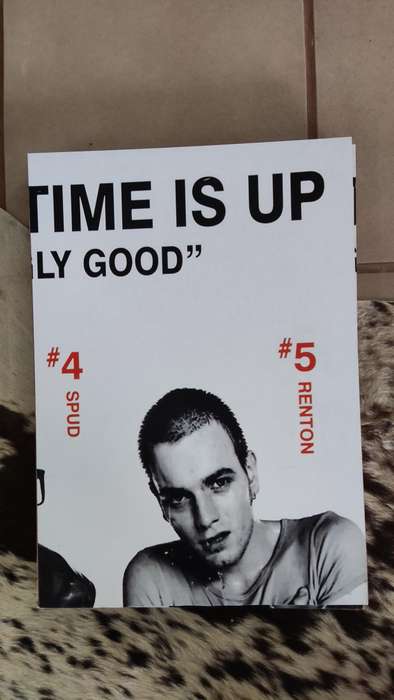 TIME IS UP
LY GOOD”
#4 SPUD
#5 RENTON